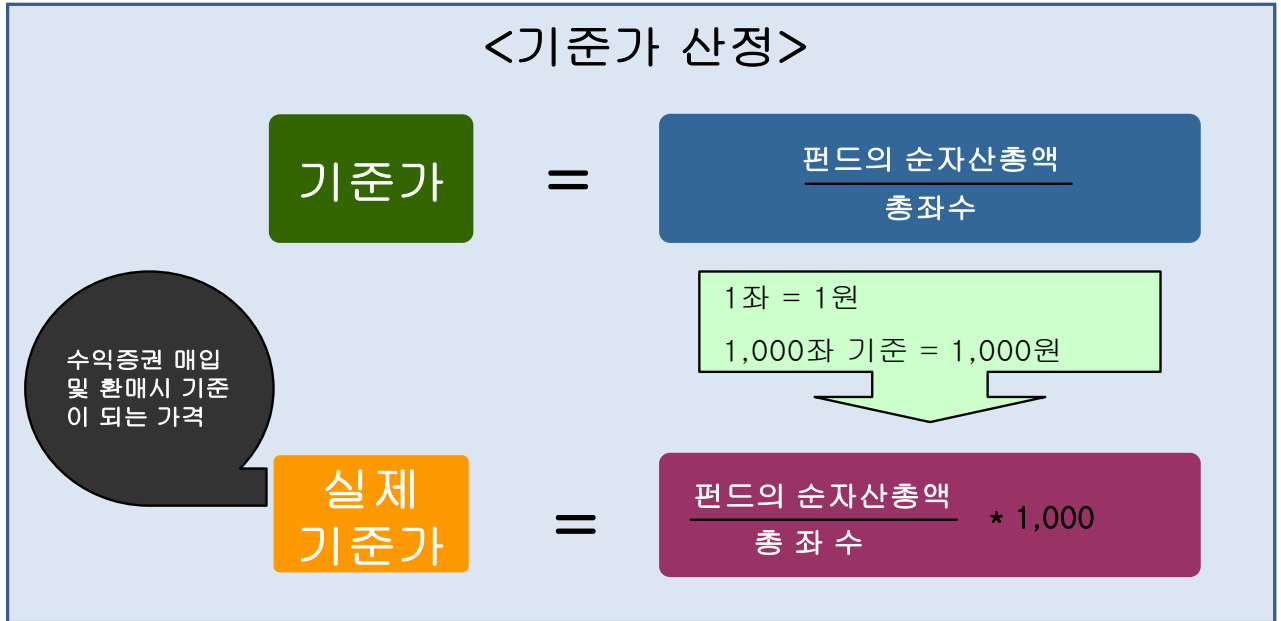 <기준가 산정>
기준가
=
펀드의 순자산총액
총좌수
1좌 = 1원
1,000좌 기준 = 1,000원
수익증권 매입
및 환매시 기준
이 되는 가격
실제
기준가
=
펀드의 순자산총액
총 좌 수
* 1,000